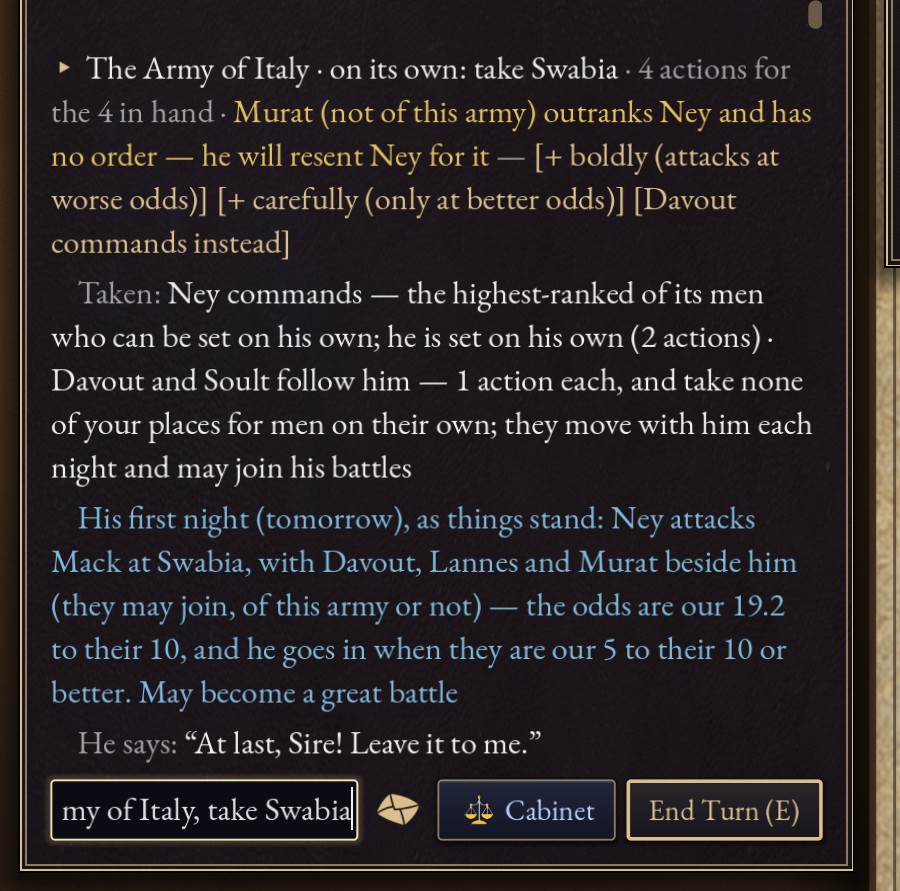 ▸ The Army of Italy · on its own: take Swabia · 4 actions for
the 4 in hand · Murat (not of this army) outranks Ney and has
no order — he will resent Ney for it — [+ boldly (attacks at
worse odds)] [+ carefully (only at better odds)] [Davout
commands instead]
Taken: Ney commands — the highest-ranked of its men
who can be set on his own; he is set on his own (2 actions) ·
Davout and Soult follow him — 1 action each, and take none
of your places for men on their own; they move with him each
night and may join his battles
His first night (tomorrow), as things stand: Ney attacks
Mack at Swabia, with Davout, Lannes and Murat beside him
(they may join, of this army or not) — the odds are our 19.2
to their 10, and he goes in when they are our 5 to their 10 or
better. May become a great battle
He says: “At last, Sire! Leave it to me.”
my of Italy, take Swabia
Cabinet
End Turn (E)